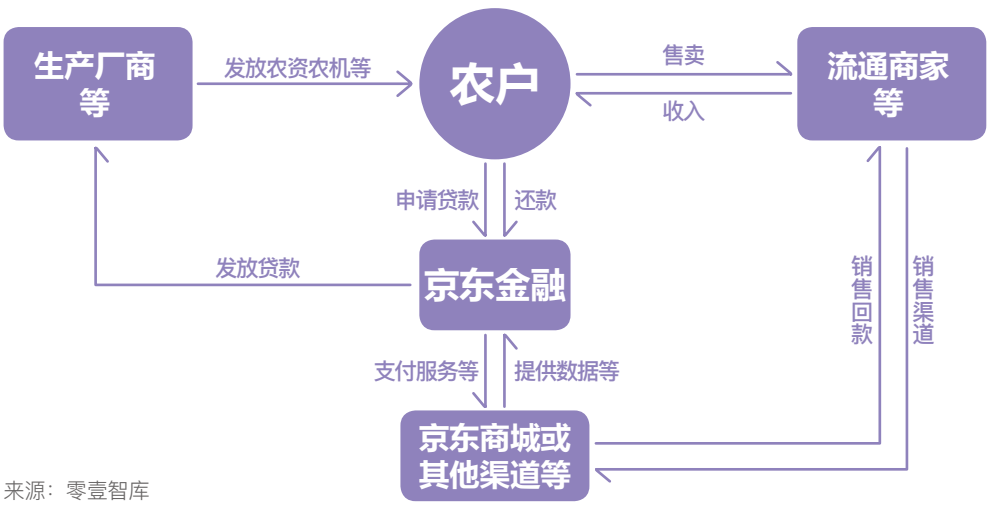 生产厂商
等
发放农资农机等
农户
售卖
收入
流通商家
等
申请贷款
还款
发放贷款
京东金融
销售回款
销售渠道
支付服务等
提供数据等
京东商城或
其他渠道等
来源：零壹智库